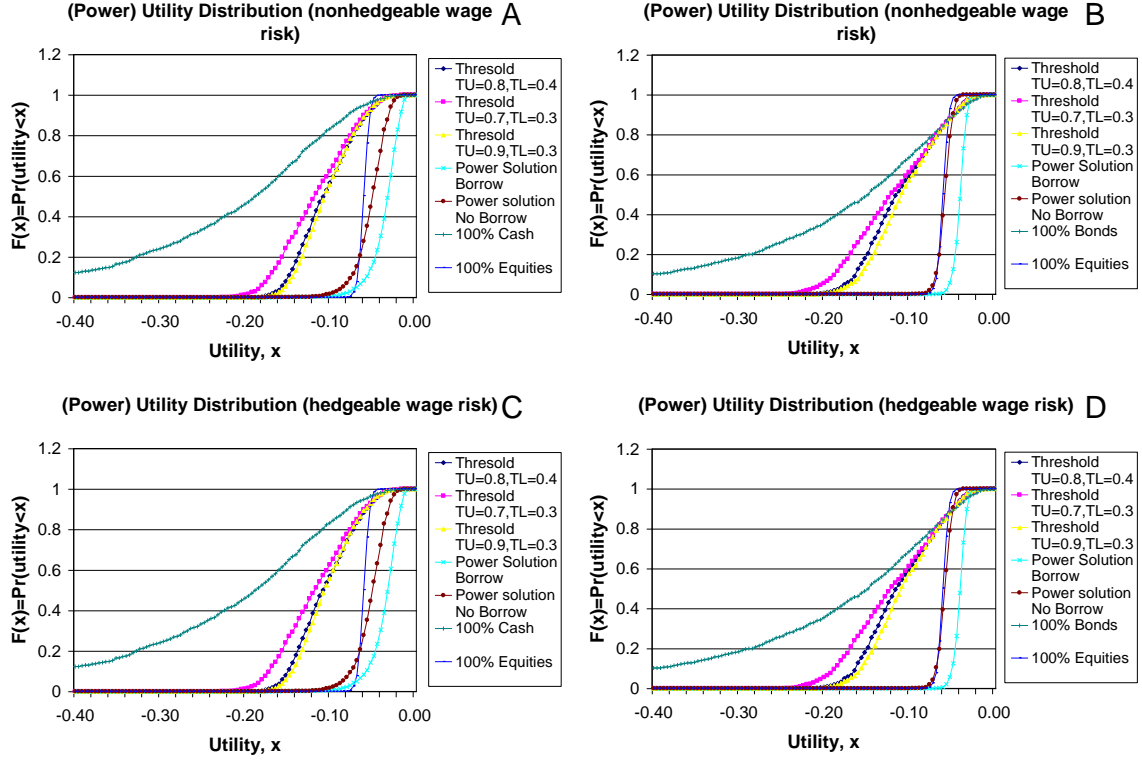 (Power) Utility Distribution (nonhedgeable wage
risk)
A
1.2
1
0.8
0.6
0.4
0.2
0
F(x)=Pr(utility<x)
-0.40
-0.30
-0.20
-0.10
0.00
Utility, x
Thresold
TU=0.8,TL=0.4
Thresold
TU=0.7,TL=0.3
Thresold
TU=0.9,TL=0.3
Power Solution
Borrow
Power solution
No Borrow
100% Cash
100% Equities
(Power) Utility Distribution (nonhedgeable wage
risk)
B
1.2
1
0.8
0.6
0.4
0.2
0
F(x)=Pr(utility<x)
-0.40
-0.30
-0.20
-0.10
0.00
Utility, x
Threshold
TU=0.8,TL=0.4
Threshold
TU=0.7,TL=0.3
Threshold
TU=0.9,TL=0.3
Power Solution
Borrow
Power solution
No Borrow
100% Bonds
100% Equities
(Power) Utility Distribution (hedgeable wage risk)
C
1.2
1
0.8
0.6
0.4
0.2
0
F(x)=Pr(utility<x)
-0.40
-0.30
-0.20
-0.10
0.00
Utility, x
Thresold
TU=0.8,TL=0.4
Thresold
TU=0.7,TL=0.3
Thresold
TU=0.9,TL=0.3
Power Solution
Borrow
Power solution
No Borrow
100% Cash
100% Equities
(Power) Utility Distribution (hedgeable wage risk)
D
1.2
1
0.8
0.6
0.4
0.2
0
F(x)=Pr(utility<x)
-0.40
-0.30
-0.20
-0.10
0.00
Utility, x
Threshold
TU=0.8,TL=0.4
Threshold
TU=0.7,TL=0.3
Threshold
TU=0.9,TL=0.3
Power Solution
Borrow
Power solution
No Borrow
100% Bonds
100% Equities